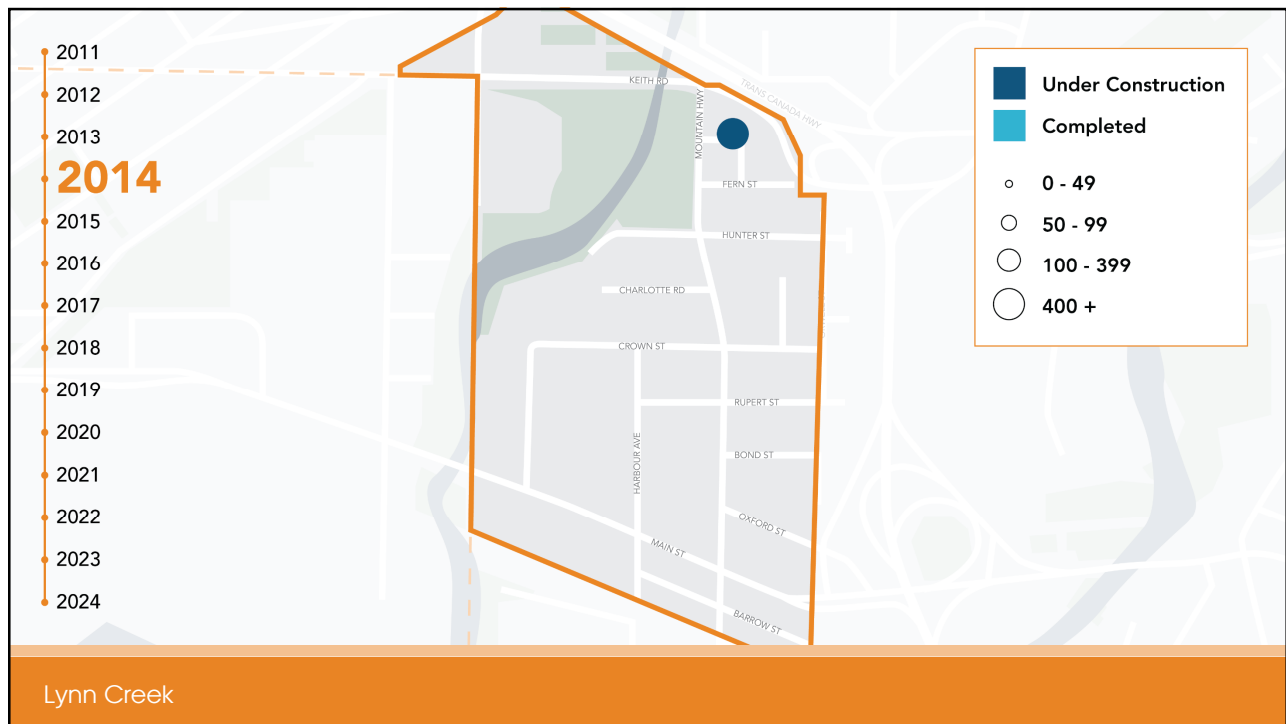 2011
2012
2013
2014
2015
2016
2017
2018
2019
2020
2021
2022
2023
2024
KEITH RD
TRANS CANADA HWY
MOUNTAIN HWY
FERN ST
HUNTER ST
CHARLOTTE RD
CROWN ST
RUPERT ST
HARBOUR AVE
BOND ST
OXFORD ST
MAIN ST
BARROW ST
Under Construction
Completed
0 - 49
50 - 99
100 - 399
400 +
Lynn Creek